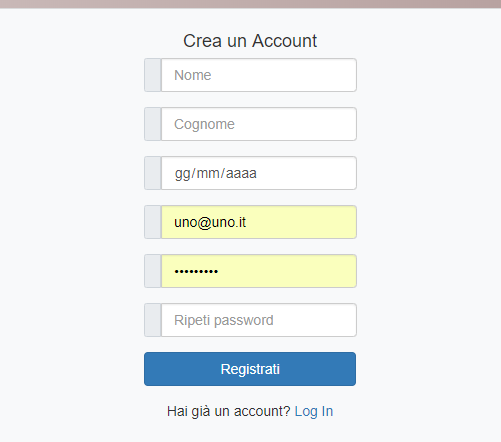 Crea un Account
Nome
Cognome
gg/mm/aaaa
uno@uno.it
•••••••••
Ripeti password
Registrati
Hai già un account? Log In